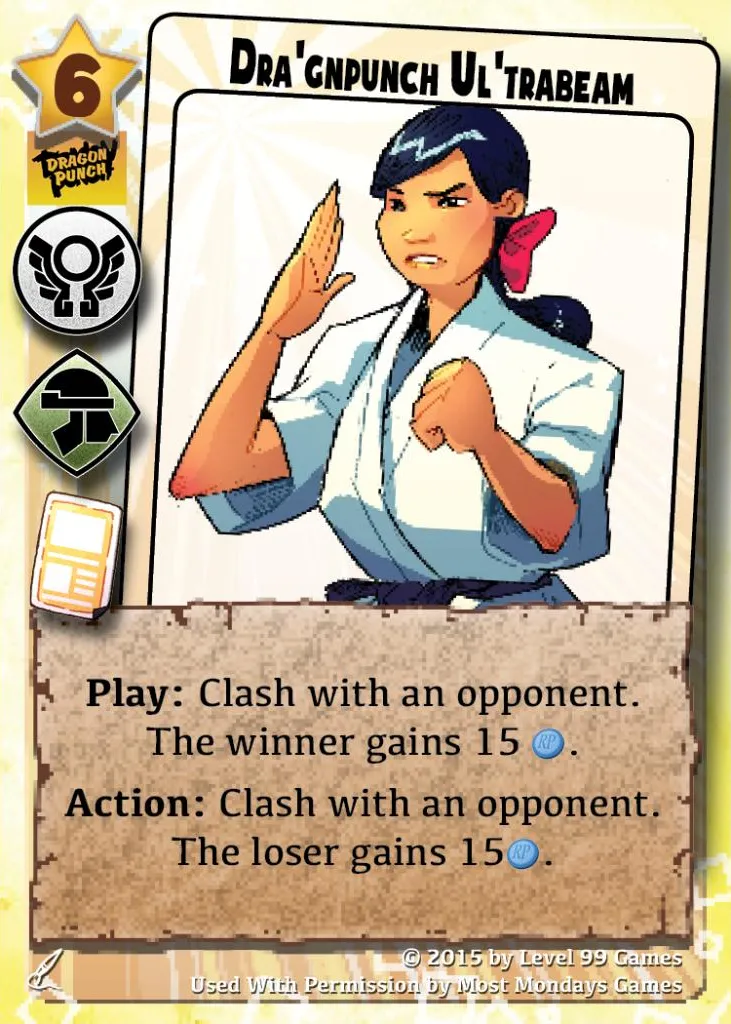 6
DRA'GNPUNCH UL'TRABEAM
DRAGON
PUNCH!
Play: Clash with an opponent.
The winner gains 15 RP.
Action: Clash with an opponent.
The loser gains 15 RP.
© 2015 by Level 99 Games
Used With Permission by Most Mondays Games